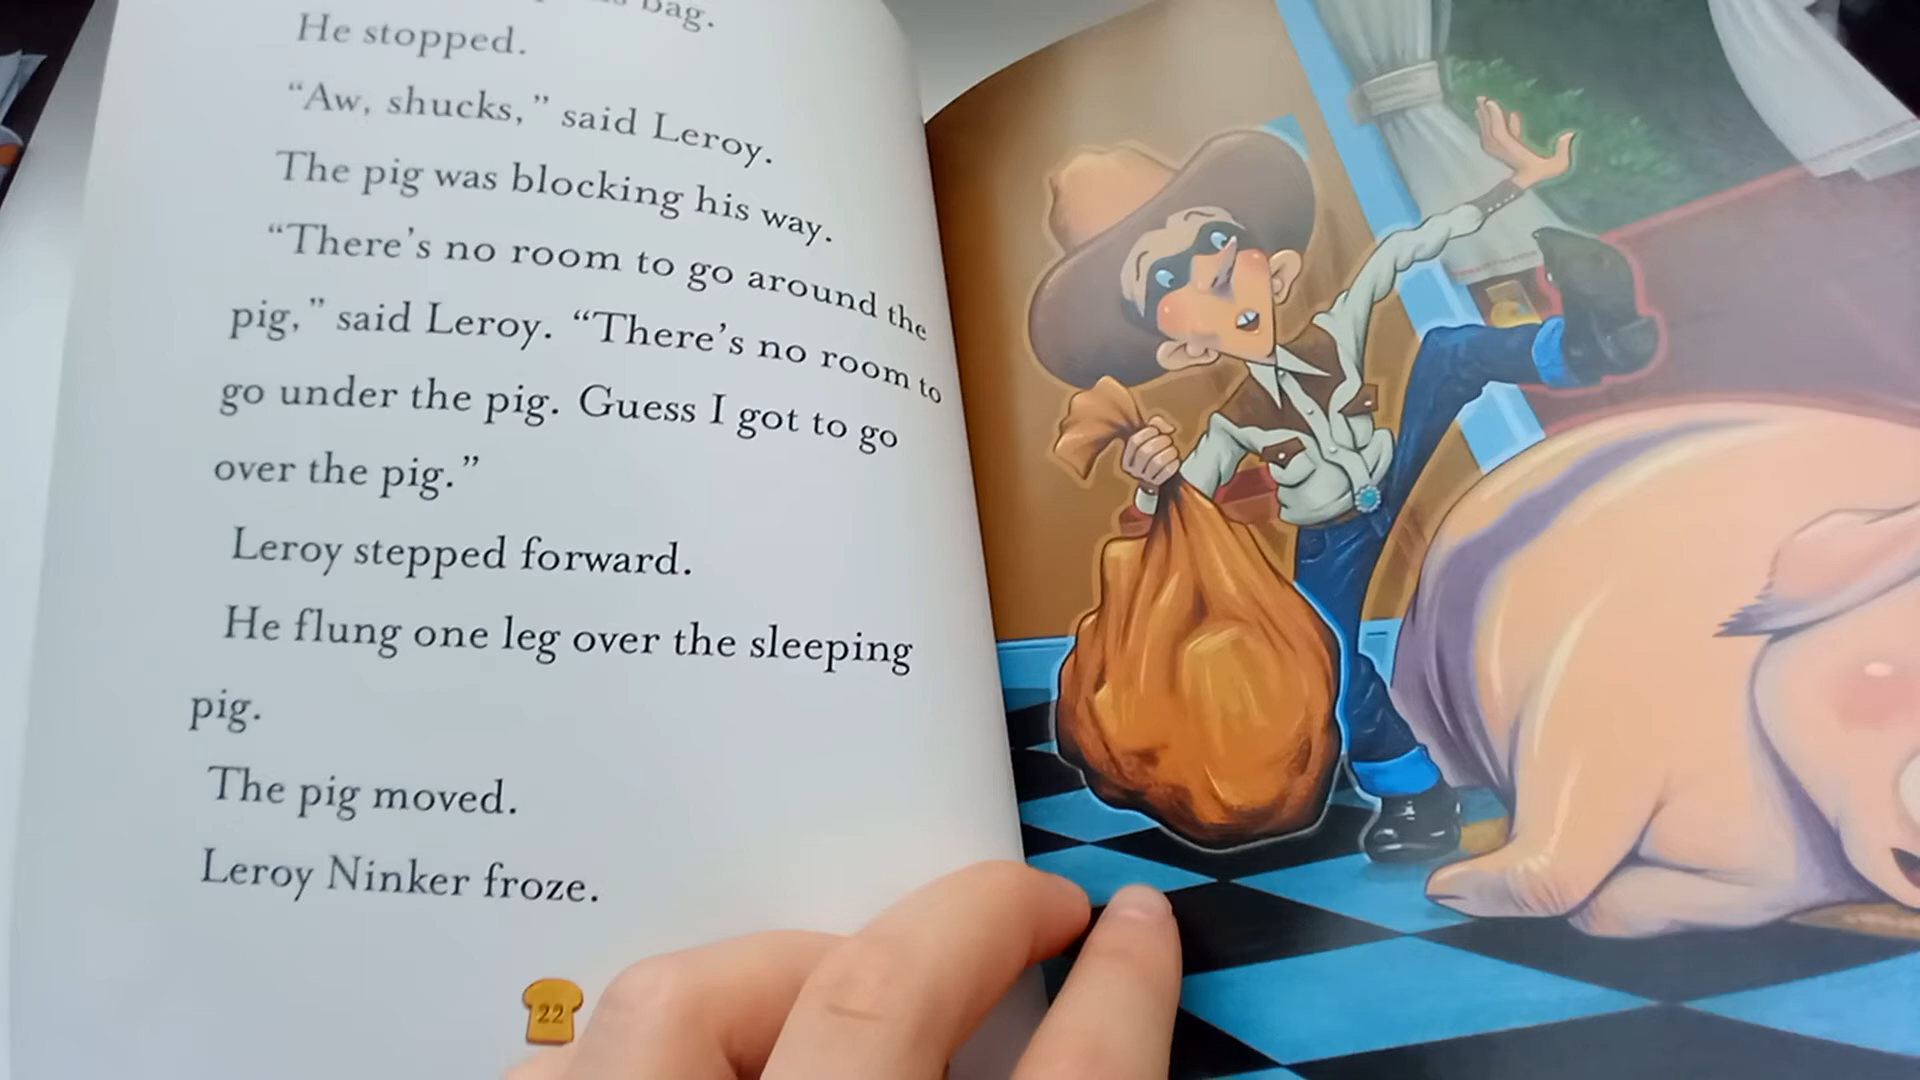 bag.
He stopped.
“Aw, shucks,” said Leroy.
The pig was blocking his way.
“There’s no room to go around the
pig,” said Leroy. “There’s no room to
go under the pig. Guess I got to go
over the pig.”
Leroy stepped forward.
He flung one leg over the sleeping
pig.
The pig moved.
Leroy Ninker froze.
22